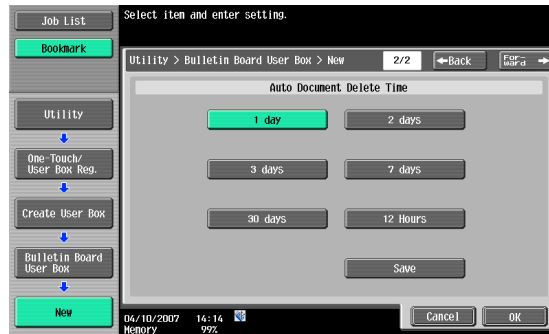 Job List
Select item and enter setting.
Bookmark
Utility > Bulletin Board User Box > New
2/2
←Back
For-
ward →
Auto Document Delete Time
Utility
1 day
2 days
One-Touch/
User Box Reg.
3 days
7 days
Create User Box
30 days
12 Hours
Bulletin Board
User Box
Save
New
04/10/2007 14:14
Memory 99%
Cancel
OK